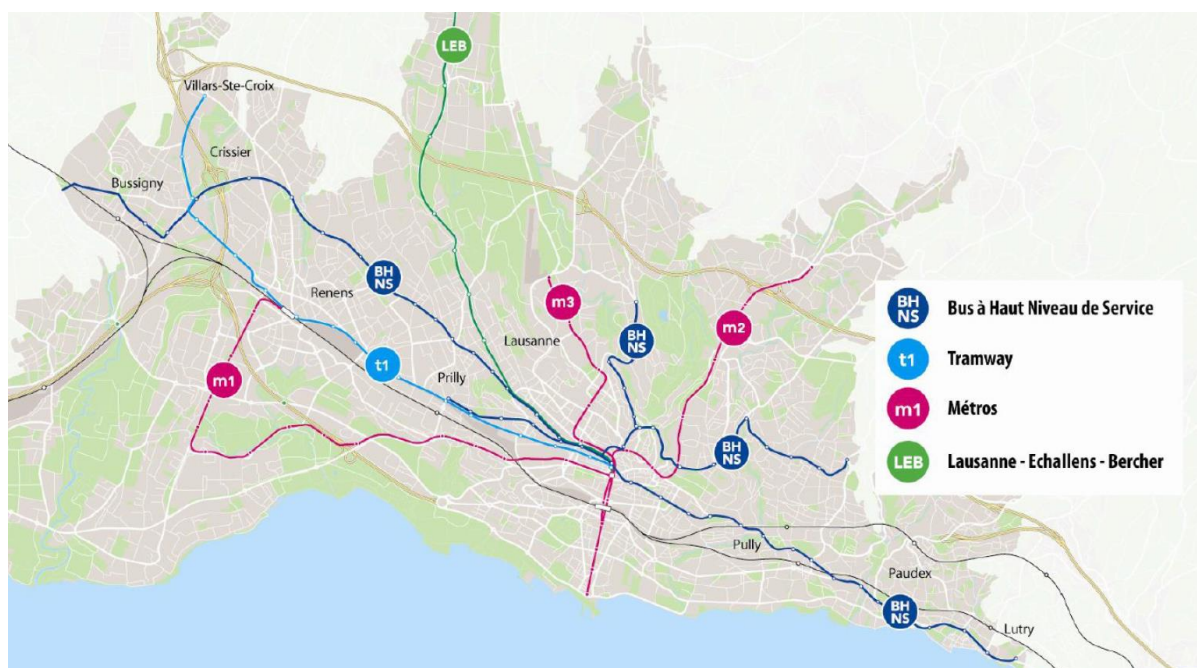 LEB
Villars-Ste-Croix
Crissier
Bussigny
BH
NS
Renens
m3
Lausanne
BH
NS
m2
t1
m1
Prilly
BH
NS
Pully
Paudex
BH
NS
Lutry
BH
NS
Bus à Haut Niveau de Service
t1
Tramway
m1
Métros
LEB
Lausanne - Echallens - Bercher